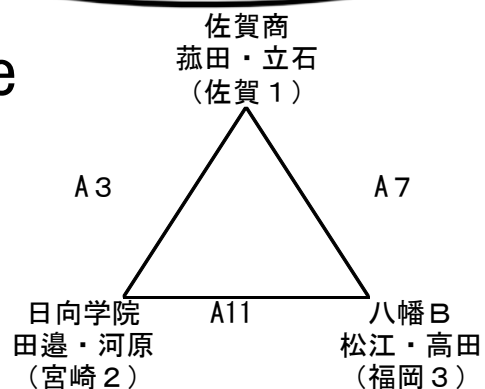 e
佐賀商
菰田・立石
（佐賀１）
A３
A７
日向学院
田邉・河原
（宮崎２）
A11
八幡Ｂ
松江・高田
（福岡３）